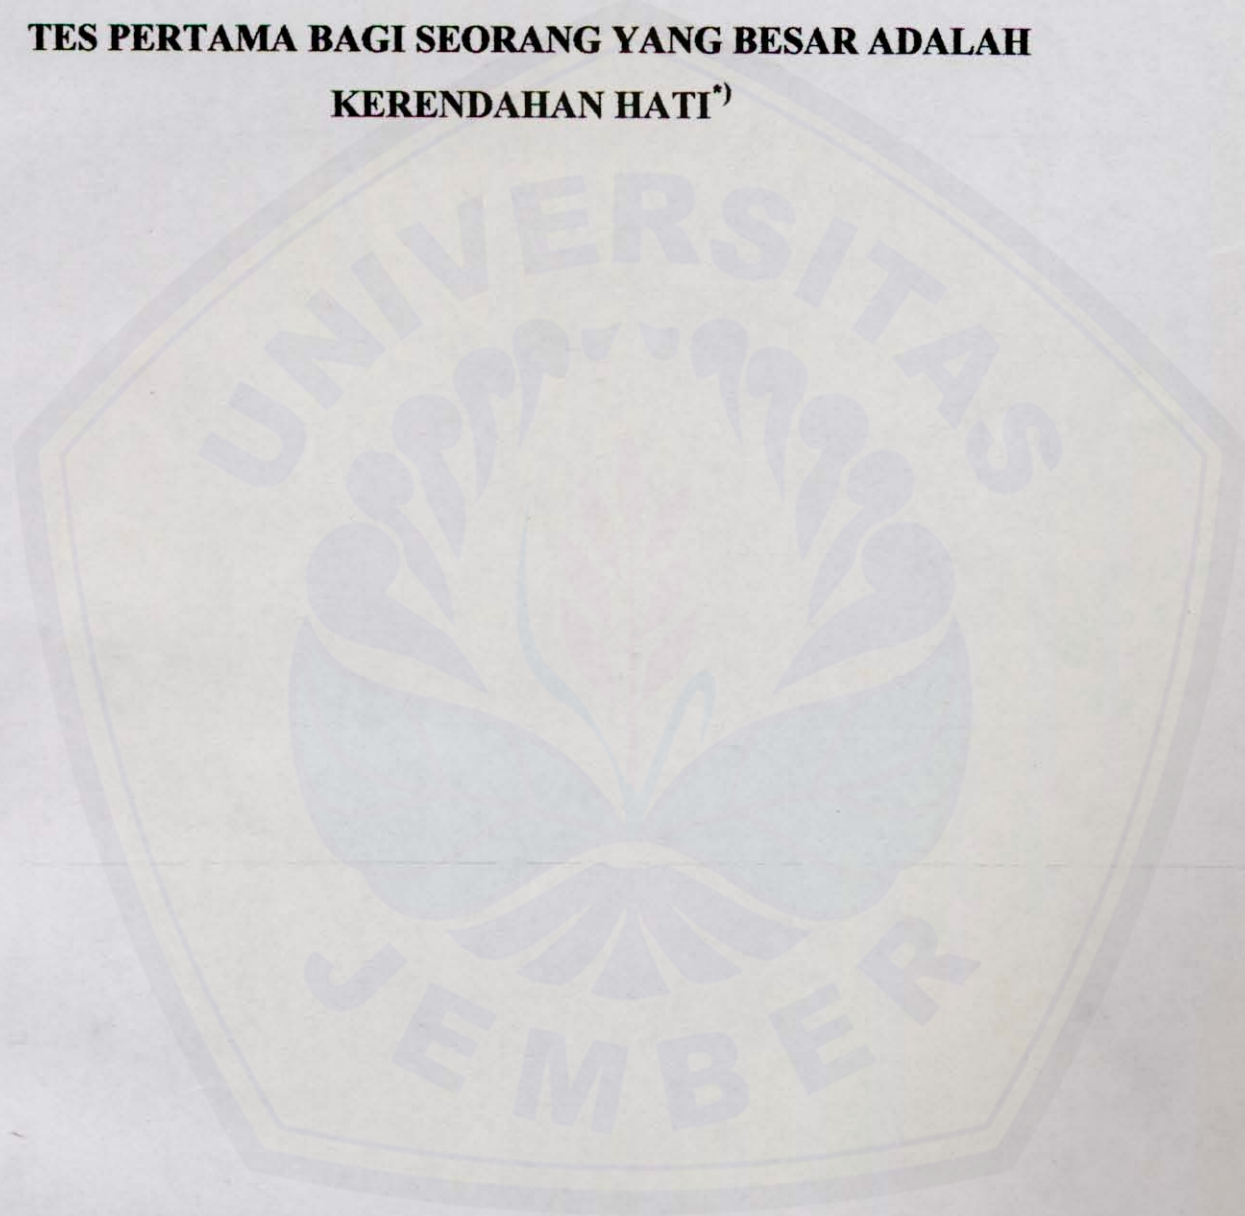 TES PERTAMA BAGI SEORANG YANG BESAR ADALAH
KERENDAHAN HATI*)
UNIVERSITAS
JEMBER